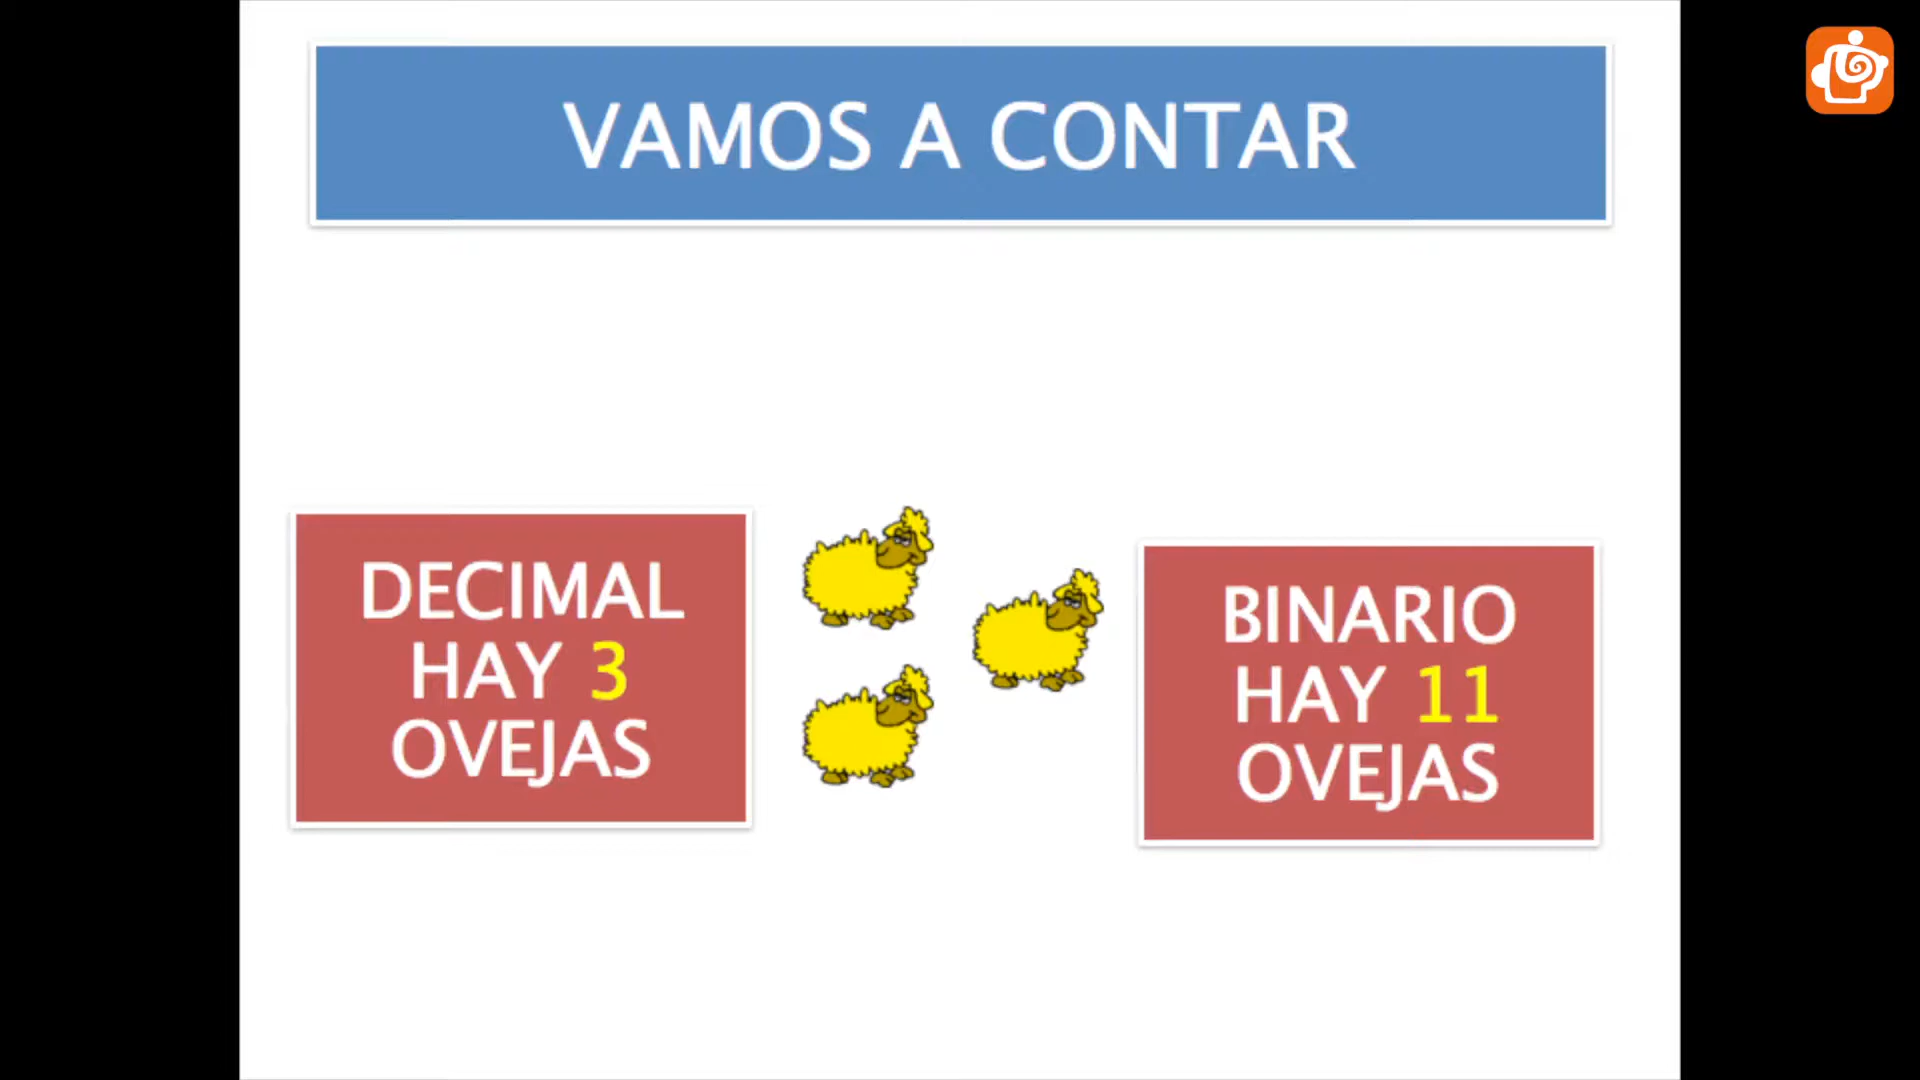 VAMOS A CONTAR
DECIMAL
HAY 3
OVEJAS
BINARIO
HAY 11
OVEJAS